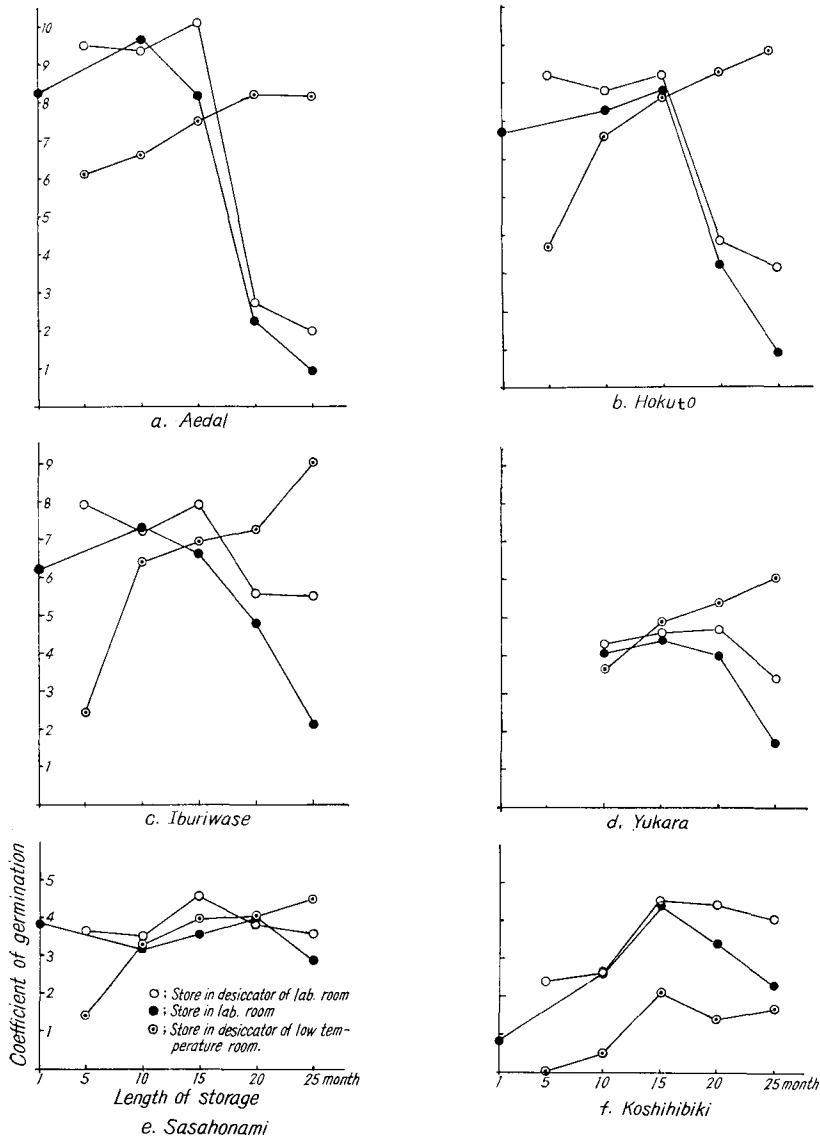 10
9
8
7
6
5
4
3
2
1
a. Aedal
b. Hokuto
9
8
7
6
5
4
3
2
1
c. Iburiwase
d. Yukara
Coefficient of germination
5
4
3
2
1
○ ; Store in desiccator of lab. room
● ; Store in lab. room
⊙ ; Store in desiccator of low tem-
perature room.
1 5 10 15 20 25 month
Length of storage
e. Sasahonami
1 5 10 15 20 25 month
f. Koshihibiki